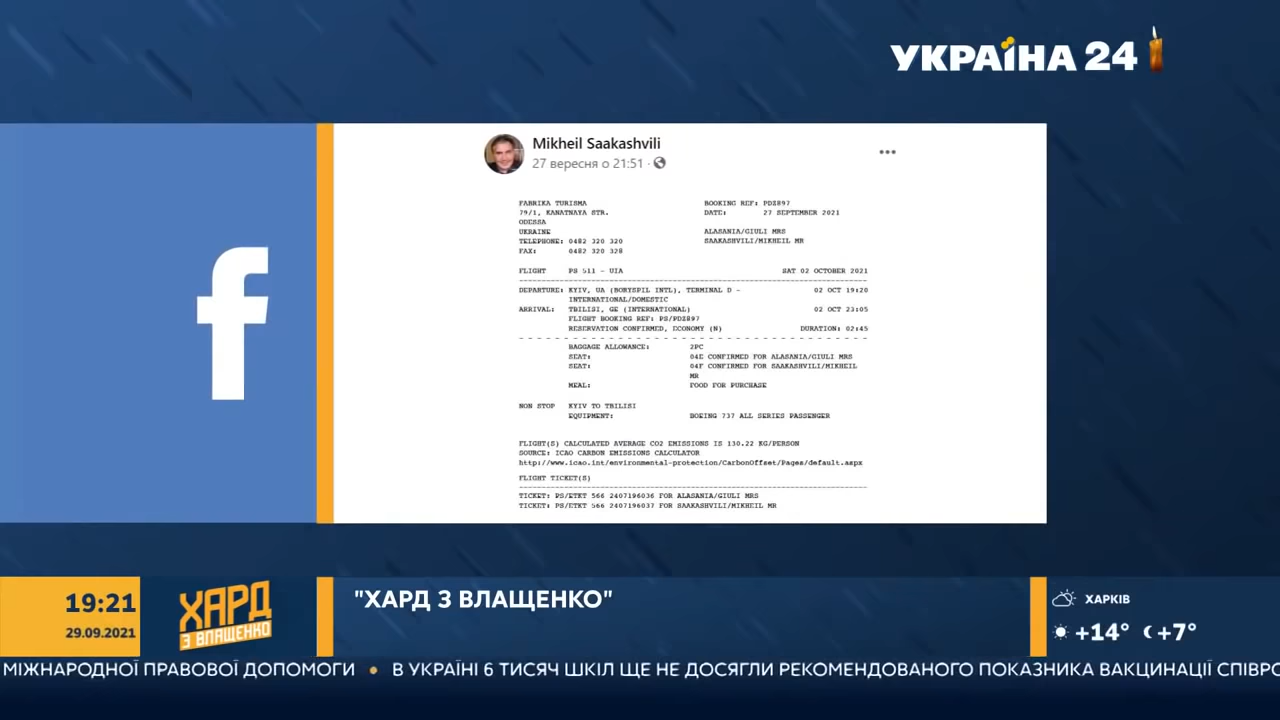 УКРАЇНА 24
Mikheil Saakashvili
27 вересня о 21:51 ·
FABRIKA TURISMA
79/1, KANATNAYA STR.
ODESSA
UKRAINE
TELEPHONE: 0482 320 320
FAX: 0482 320 328
BOOKING REF: PDZ897
DATE: 27 SEPTEMBER 2021
ALASANIA/GIULI MRS
SAAKASHVILI/MIKHEIL MR
FLIGHT PS 511 - UIA SAT 02 OCTOBER 2021
DEPARTURE: KYIV, UA (BORYSPIL INTL), TERMINAL D - 02 OCT 19:20
INTERNATIONAL/DOMESTIC
ARRIVAL: TBILISI, GE (INTERNATIONAL) 02 OCT 23:05
FLIGHT BOOKING REF: PS/PDZ897
RESERVATION CONFIRMED, ECONOMY (N) DURATION: 02:45
BAGGAGE ALLOWANCE: 2PC
SEAT: 04E CONFIRMED FOR ALASANIA/GIULI MRS
SEAT: 04F CONFIRMED FOR SAAKASHVILI/MIKHEIL
MR
MEAL: FOOD FOR PURCHASE
NON STOP KYIV TO TBILISI
EQUIPMENT: BOEING 737 ALL SERIES PASSENGER
FLIGHT(S) CALCULATED AVERAGE CO2 EMISSIONS IS 130.22 KG/PERSON
SOURCE: ICAO CARBON EMISSIONS CALCULATOR
http://www.icao.int/environmental-protection/CarbonOffset/Pages/default.aspx
FLIGHT TICKET(S)
TICKET: PS/ETKT 566 2407196036 FOR ALASANIA/GIULI MRS
TICKET: PS/ETKT 566 2407196037 FOR SAAKASHVILI/MIKHEIL MR
19:21
29.09.2021
ХАРД
З ВЛАЩЕНКО
"ХАРД З ВЛАЩЕНКО"
ХАРКІВ
+14° +7°
МІЖНАРОДНОЇ ПРАВОВОЇ ДОПОМОГИ • В УКРАЇНІ 6 ТИСЯЧ ШКІЛ ЩЕ НЕ ДОСЯГЛИ РЕКОМЕНДОВАНОГО ПОКАЗНИКА ВАКЦИНАЦІЇ СПІВРО